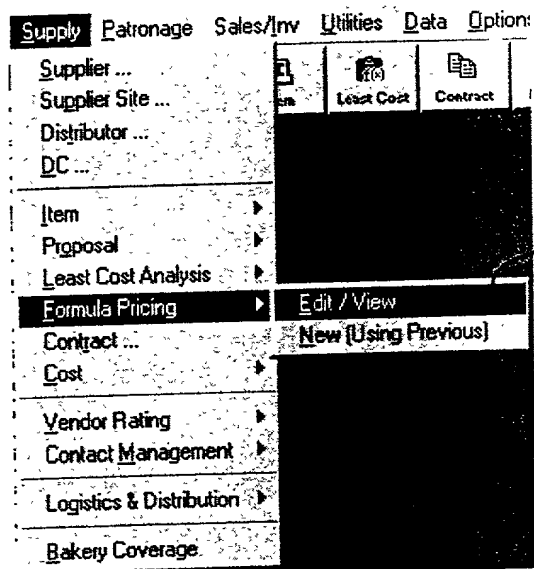 Supply Patronage Sales/Inv Utilities Data Option
Least Cost Contract
Supplier ...
Supplier Site ...
Distributor ...
DC ...
Item
Proposal
Least Cost Analysis
Formula Pricing
Edit / View
New (Using Previous)
Contract ...
Cost
Vendor Rating
Contact Management
Logistics & Distribution
Bakery Coverage